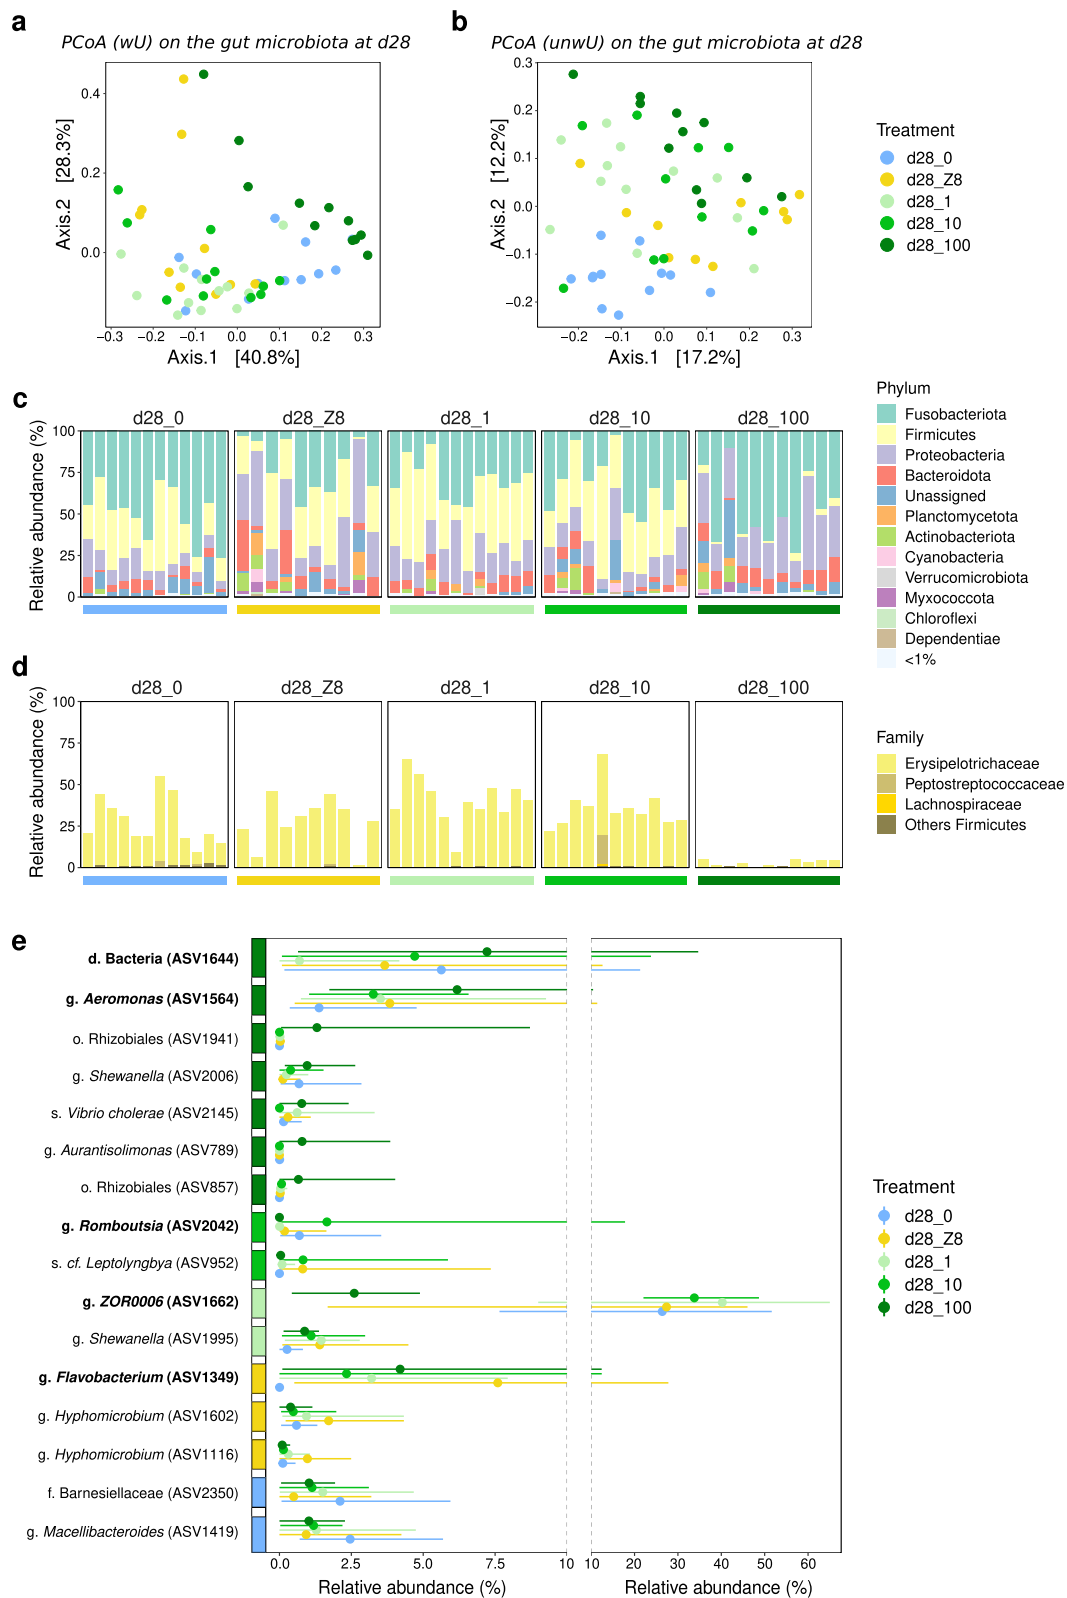 a
PCoA (wU) on the gut microbiota at d28
Axis.2 [28.3%]
0.4
0.2
0.0
−0.3 −0.2 −0.1 0.0 0.1 0.2 0.3
Axis.1 [40.8%]
b
PCoA (unwU) on the gut microbiota at d28
Axis.2 [12.2%]
0.3
0.2
0.1
0.0
−0.1
−0.2
−0.2 −0.1 0.0 0.1 0.2 0.3
Axis.1 [17.2%]
Treatment
d28_0
d28_Z8
d28_1
d28_10
d28_100
c
d28_0 d28_Z8 d28_1 d28_10 d28_100
Relative abundance (%)
100
75
50
25
0
Phylum
Fusobacteriota
Firmicutes
Proteobacteria
Bacteroidota
Unassigned
Planctomycetota
Actinobacteriota
Cyanobacteria
Verrucomicrobiota
Myxococcota
Chloroflexi
Dependentiae
<1%
d
d28_0 d28_Z8 d28_1 d28_10 d28_100
Relative abundance (%)
100
75
50
25
0
Family
Erysipelotrichaceae
Peptostreptococcaceae
Lachnospiraceae
Others Firmicutes
e
d. Bacteria (ASV1644)
g. Aeromonas (ASV1564)
o. Rhizobiales (ASV1941)
g. Shewanella (ASV2006)
s. Vibrio cholerae (ASV2145)
g. Aurantisolimonas (ASV789)
o. Rhizobiales (ASV857)
g. Romboutsia (ASV2042)
s. cf. Leptolyngbya (ASV952)
g. ZOR0006 (ASV1662)
g. Shewanella (ASV1995)
g. Flavobacterium (ASV1349)
g. Hyphomicrobium (ASV1602)
g. Hyphomicrobium (ASV1116)
f. Barnesiellaceae (ASV2350)
g. Macellibacteroides (ASV1419)
0.0 2.5 5.0 7.5 10 10 20 30 40 50 60
Relative abundance (%) Relative abundance (%)
Treatment
d28_0
d28_Z8
d28_1
d28_10
d28_100